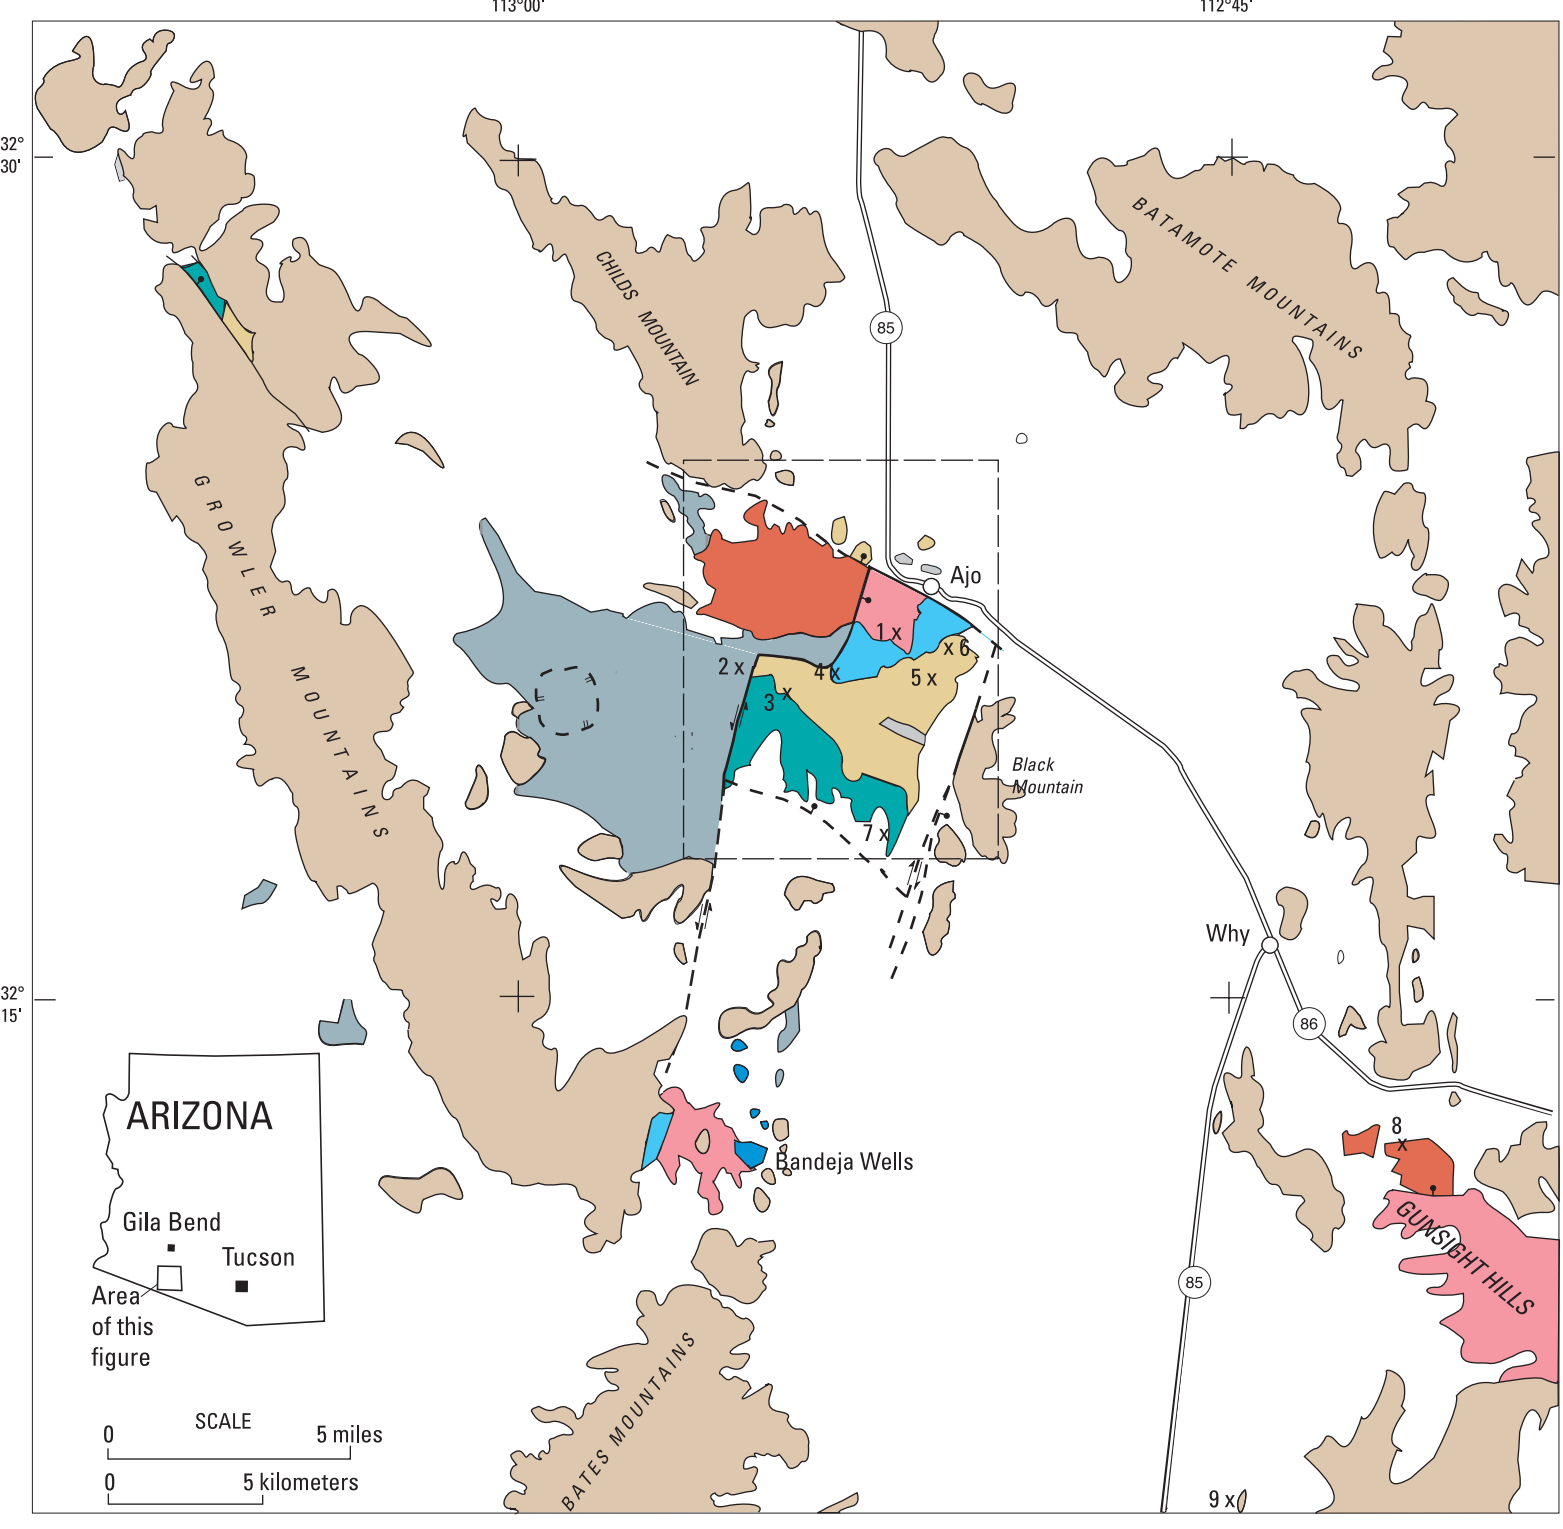 113°00'
112°45'
32°
30'
BATAMOTE MOUNTAINS
CHILDS MOUNTAIN
85
GROWLER MOUNTAINS
Ajo
1 x
x 6
2 x
4 x
5 x
3 x
Black
Mountain
7 x
Why
32°
15'
86
ARIZONA
8
x
Bandeja Wells
Gila Bend
Tucson
GUNSIGHT HILLS
85
Area
of this
figure
BATES MOUNTAINS
SCALE
0 5 miles
0 5 kilometers
9 x